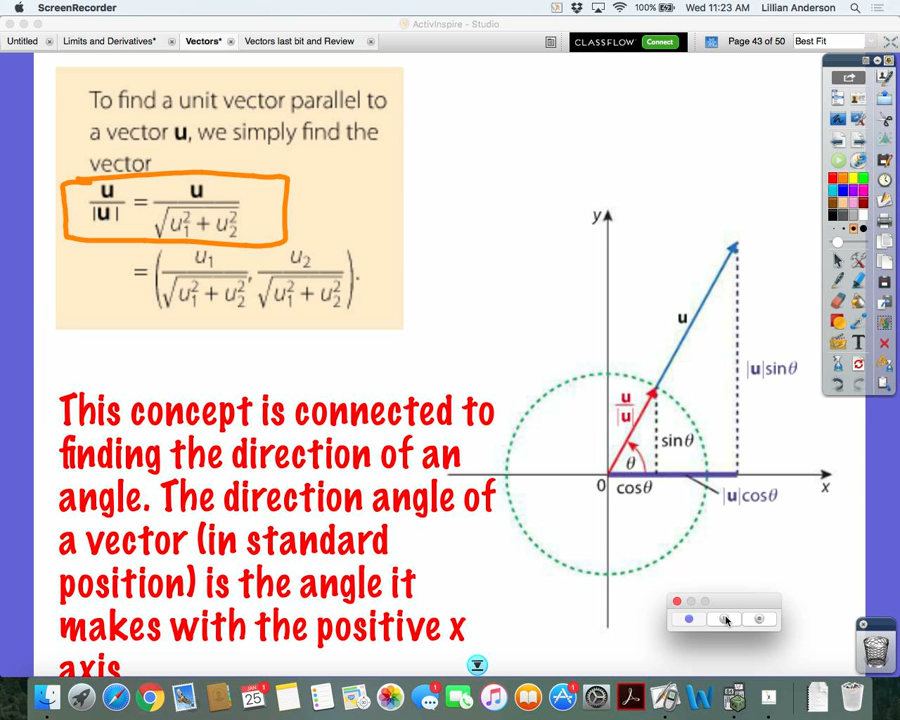 ScreenRecorder
100%
Wed 11:23 AM
Lillian Anderson
ActivInspire - Studio
Untitled
Limits and Derivatives*
Vectors*
Vectors last bit and Review
CLASSFLOW
Connect
Page 43 of 50
Best Fit
To find a unit vector parallel to
a vector u, we simply find the
vector
u/|u| = u/√(u₁² + u₂²)
= (u₁/√(u₁² + u₂²), u₂/√(u₁² + u₂²)).
This concept is connected to
finding the direction of an
angle. The direction angle of
a vector (in standard
position) is the angle it
makes with the positive x
axis
y
u
|u|sinθ
u/|u|
sinθ
θ
0
cosθ
|u|cosθ
x
T
JAN
25